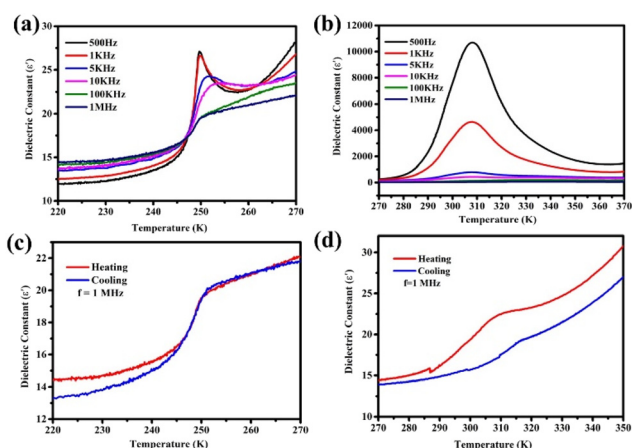 (a)
30
25
20
15
10
Dielectric Constant (ε')
500Hz
1KHz
5KHz
10KHz
100KHz
1MHz
220 230 240 250 260 270
Temperature (K)
(b)
12000
10000
8000
6000
4000
2000
0
Dielectric Constant (ε')
500Hz
1KHz
5KHz
10KHz
100KHz
1MHz
270 280 290 300 310 320 330 340 350 360 370
Temperature (K)
(c)
22
20
18
16
14
12
Dielectric Constant (ε')
Heating
Cooling
f = 1 MHz
220 230 240 250 260 270
Temperature (K)
(d)
30
25
20
15
10
Dielectric Constant (ε')
Heating
Cooling
f=1 MHz
270 280 290 300 310 320 330 340 350
Temperature (K)